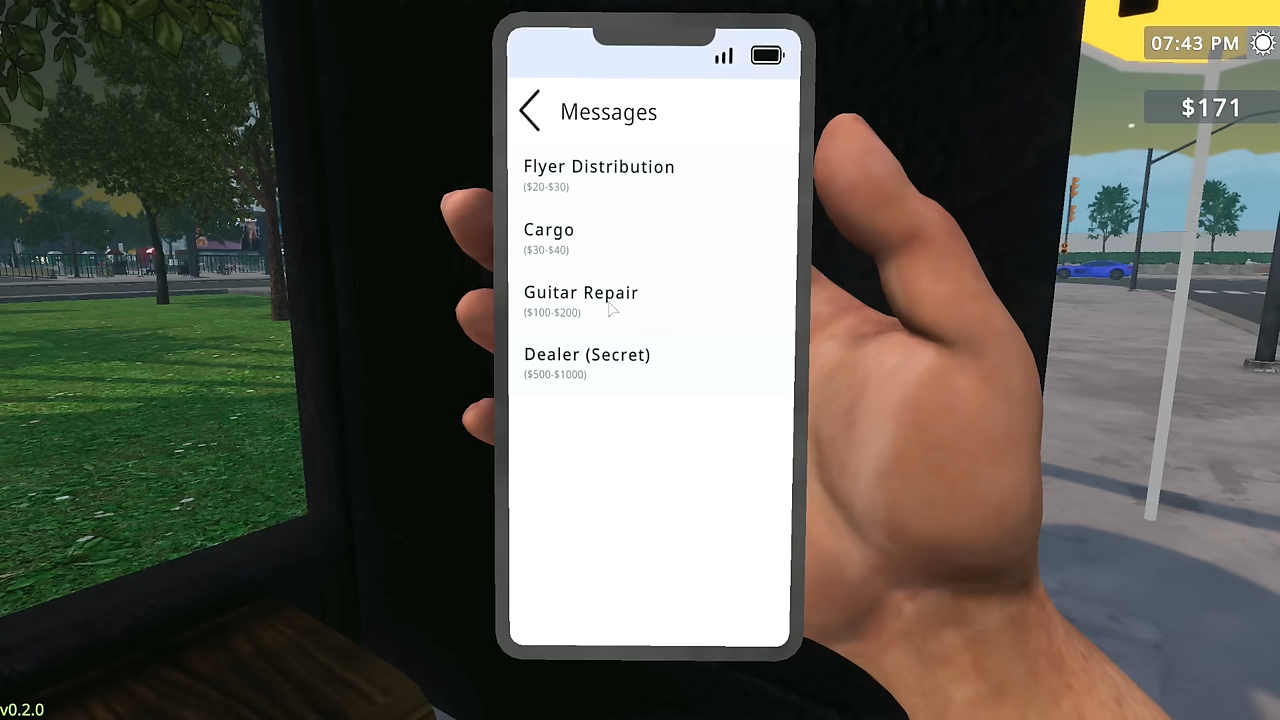 07:43 PM
$171
Messages
Flyer Distribution
($20-$30)
Cargo
($30-$40)
Guitar Repair
($100-$200)
Dealer (Secret)
($500-$1000)
v0.2.0